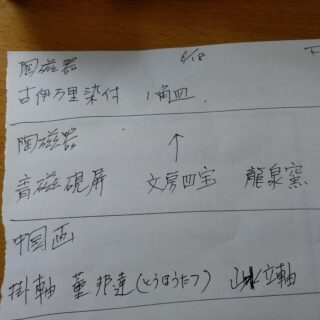 陶磁器 6/18
古伊万里染付 八角皿
陶磁器 ↑
青磁硯屏 文房四宝 龍泉窯
中国画
掛軸 董邦達(とうほうたつ) 山水立軸